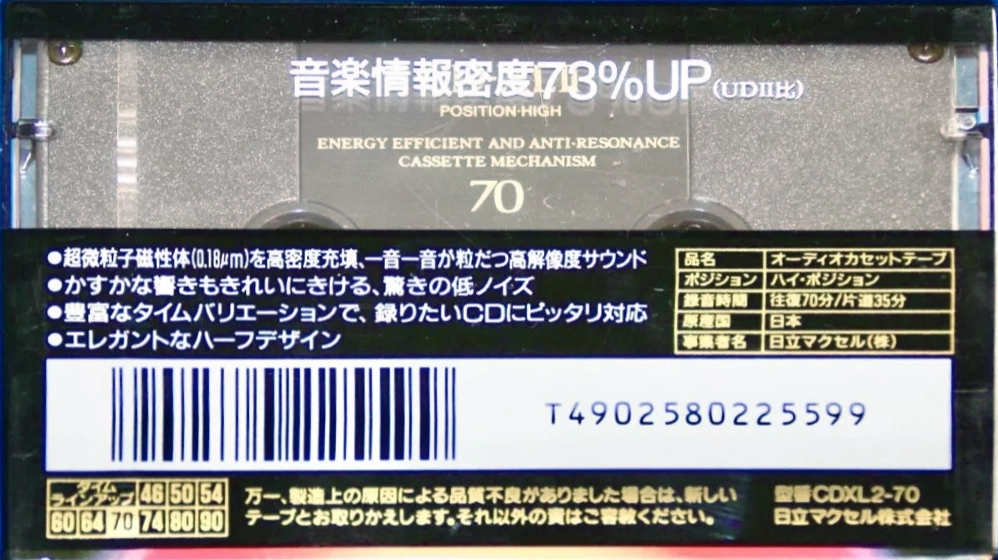 音楽情報密度73%UP(UDⅡ比)
POSITION·HIGH
ENERGY EFFICIENT AND ANTI-RESONANCE
CASSETTE MECHANISM
70
●超微粒子磁性体(0.18μm)を高密度充填、一音一音が粒だつ高解像度サウンド
●かすかな響きもきれいにきける、驚きの低ノイズ
●豊富なタイムバリエーションで、録りたいCDにピッタリ対応
●エレガントなハーフデザイン
品名 オーディオカセットテープ
ポジション ハイ・ポジション
録音時間 往復70分/片道35分
原産国 日本
事業者名 日立マクセル(株)
T4902580225599
タイム
ラインアップ 46 50 54
60 64 70 74 80 90
万一、製造上の原因による品質不良がありました場合は、新しい
テープとお取りかえします。それ以外の責はご容赦ください。
型番CDXL2-70
日立マクセル株式会社